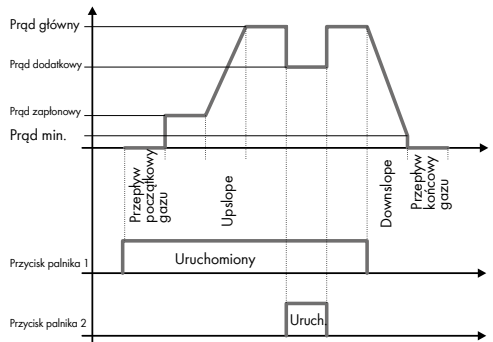 Prąd główny
Prąd dodatkowy
Prąd zapłonowy
Prąd min.
Przepływ
początkowy
gazu
Upslope
Downslope
Przepływ
końcowy
gazu
Przycisk palnika 1
Uruchomiony
Przycisk palnika 2
Uruch.